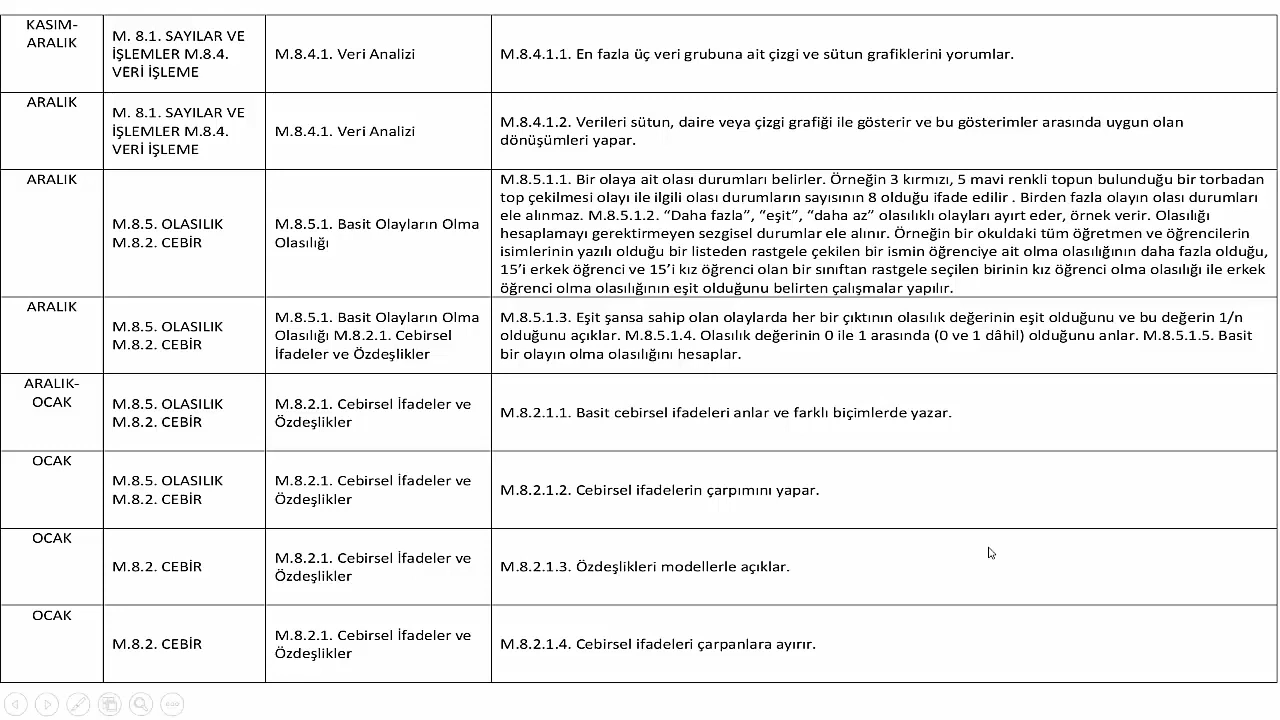 KASIM-
ARALIK
M. 8.1. SAYILAR VE
İŞLEMLER M.8.4.
VERİ İŞLEME
M.8.4.1. Veri Analizi
M.8.4.1.1. En fazla üç veri grubuna ait çizgi ve sütun grafiklerini yorumlar.
ARALIK
M. 8.1. SAYILAR VE
İŞLEMLER M.8.4.
VERİ İŞLEME
M.8.4.1. Veri Analizi
M.8.4.1.2. Verileri sütun, daire veya çizgi grafiği ile gösterir ve bu gösterimler arasında uygun olan
dönüşümleri yapar.
ARALIK
M.8.5. OLASILIK
M.8.2. CEBİR
M.8.5.1. Basit Olayların Olma
Olasılığı
M.8.5.1.1. Bir olaya ait olası durumları belirler. Örneğin 3 kırmızı, 5 mavi renkli topun bulunduğu bir torbadan
top çekilmesi olayı ile ilgili olası durumların sayısının 8 olduğu ifade edilir . Birden fazla olayın olası durumları
ele alınmaz. M.8.5.1.2. “Daha fazla”, “eşit”, “daha az” olasılıklı olayları ayırt eder, örnek verir. Olasılığı
hesaplamayı gerektirmeyen sezgisel durumlar ele alınır. Örneğin bir okuldaki tüm öğretmen ve öğrencilerin
isimlerinin yazılı olduğu bir listeden rastgele çekilen bir ismin öğrenciye ait olma olasılığının daha fazla olduğu,
15’i erkek öğrenci ve 15’i kız öğrenci olan bir sınıftan rastgele seçilen birinin kız öğrenci olma olasılığı ile erkek
öğrenci olma olasılığının eşit olduğunu belirten çalışmalar yapılır.
ARALIK
M.8.5. OLASILIK
M.8.2. CEBİR
M.8.5.1. Basit Olayların Olma
Olasılığı M.8.2.1. Cebirsel
İfadeler ve Özdeşlikler
M.8.5.1.3. Eşit şansa sahip olan olaylarda her bir çıktının olasılık değerinin eşit olduğunu ve bu değerin 1/n
olduğunu açıklar. M.8.5.1.4. Olasılık değerinin 0 ile 1 arasında (0 ve 1 dâhil) olduğunu anlar. M.8.5.1.5. Basit
bir olayın olma olasılığını hesaplar.
ARALIK-
OCAK
M.8.5. OLASILIK
M.8.2. CEBİR
M.8.2.1. Cebirsel İfadeler ve
Özdeşlikler
M.8.2.1.1. Basit cebirsel ifadeleri anlar ve farklı biçimlerde yazar.
OCAK
M.8.5. OLASILIK
M.8.2. CEBİR
M.8.2.1. Cebirsel İfadeler ve
Özdeşlikler
M.8.2.1.2. Cebirsel ifadelerin çarpımını yapar.
OCAK
M.8.2. CEBİR
M.8.2.1. Cebirsel İfadeler ve
Özdeşlikler
M.8.2.1.3. Özdeşlikleri modellerle açıklar.
OCAK
M.8.2. CEBİR
M.8.2.1. Cebirsel İfadeler ve
Özdeşlikler
M.8.2.1.4. Cebirsel ifadeleri çarpanlara ayırır.